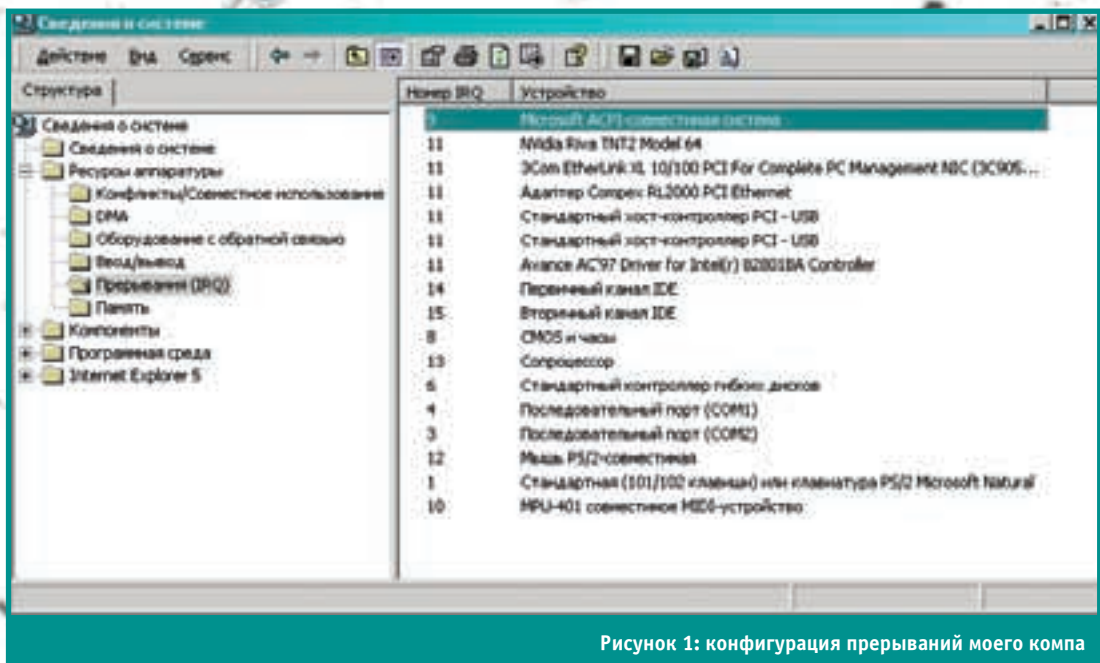 Сведения о системе
Действие Вид Сервис
Структура
Сведения о системе
Сведения о системе
Ресурсы аппаратуры
Конфликты/Совместное использование
DMA
Оборудование с обратной связью
Ввод/вывод
Прерывания (IRQ)
Память
Компоненты
Программная среда
Internet Explorer 5
Номер IRQ Устройство
9 Microsoft ACPI-совместимая система
11 NVidia Riva TNT2 Model 64
11 3Com EtherLink XL 10/100 PCI For Complete PC Management NIC (3C905-...
11 Адаптер Compex RL2000 PCI Ethernet
11 Стандартный хост-контроллер PCI - USB
11 Стандартный хост-контроллер PCI - USB
11 Avance AC'97 Driver for Intel(r) 82801BA Controller
14 Первичный канал IDE
15 Вторичный канал IDE
8 CMOS и часы
13 Сопроцессор
6 Стандартный контроллер гибких дисков
4 Последовательный порт (COM1)
3 Последовательный порт (COM2)
12 Мышь PS/2-совместимая
1 Стандартная (101/102 клавиши) или клавиатура PS/2 Microsoft Natural
10 MPU-401 совместимое MIDI-устройство
Рисунок 1: конфигурация прерываний моего компа